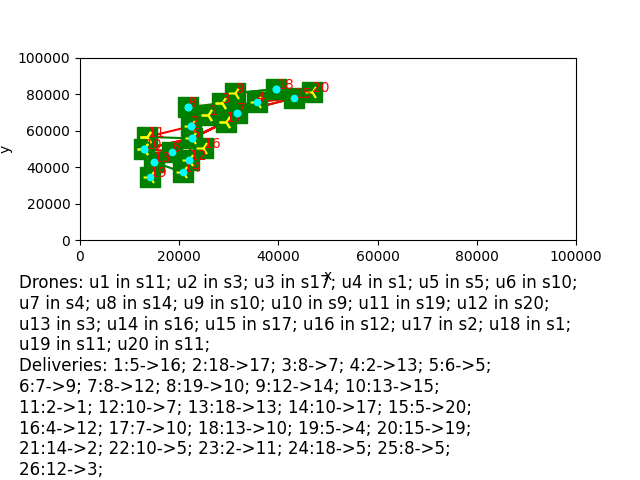 100000
80000
60000
40000
20000
0
0 20000 40000 60000 80000 100000
x
y
Drones: u1 in s11; u2 in s3; u3 in s17; u4 in s1; u5 in s5; u6 in s10;
u7 in s4; u8 in s14; u9 in s10; u10 in s9; u11 in s19; u12 in s20;
u13 in s3; u14 in s16; u15 in s17; u16 in s12; u17 in s2; u18 in s1;
u19 in s11; u20 in s11;
Deliveries: 1:5->16; 2:18->17; 3:8->7; 4:2->13; 5:6->5;
6:7->9; 7:8->12; 8:19->10; 9:12->14; 10:13->15;
11:2->1; 12:10->7; 13:18->13; 14:10->17; 15:5->20;
16:4->12; 17:7->10; 18:13->10; 19:5->4; 20:15->19;
21:14->2; 22:10->5; 23:2->11; 24:18->5; 25:8->5;
26:12->3;